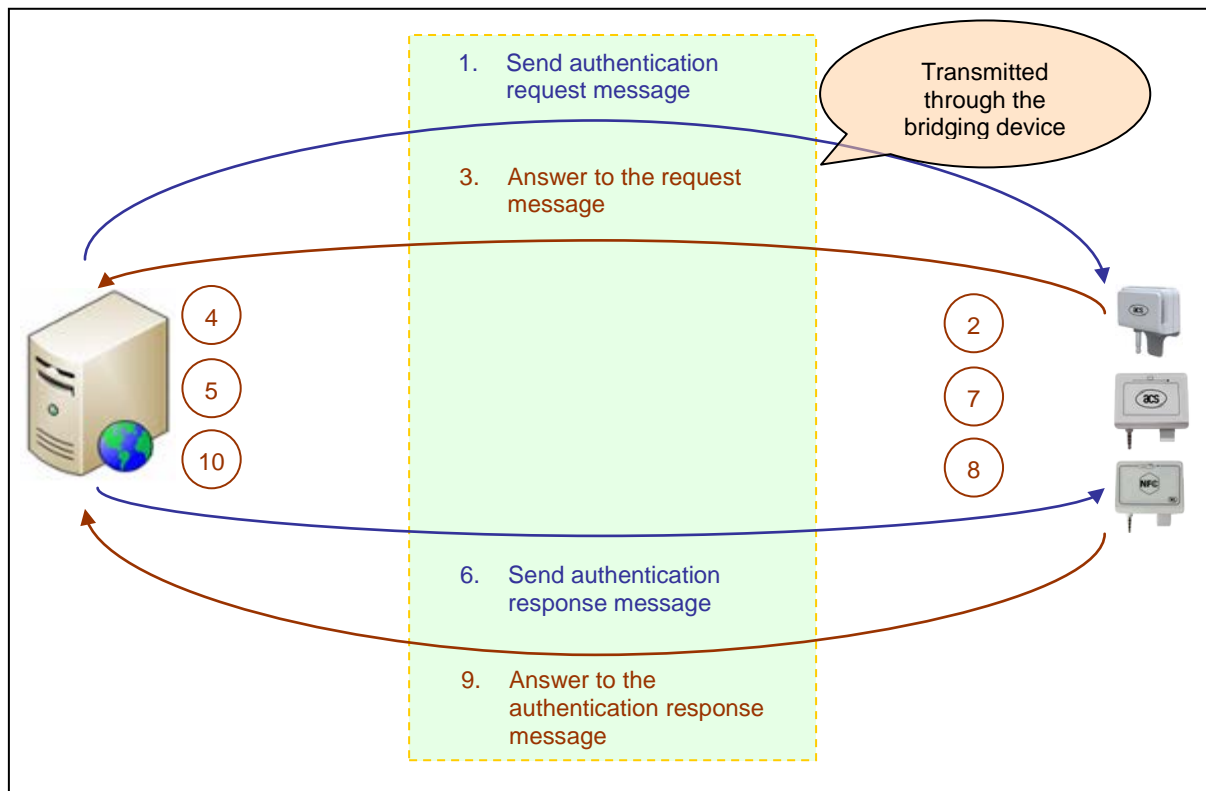 1. Send authentication
request message
Transmitted
through the
bridging device
3. Answer to the request
message
4
5
10
2
7
8
acs
acs
NFC
6. Send authentication
response message
9. Answer to the
authentication response
message